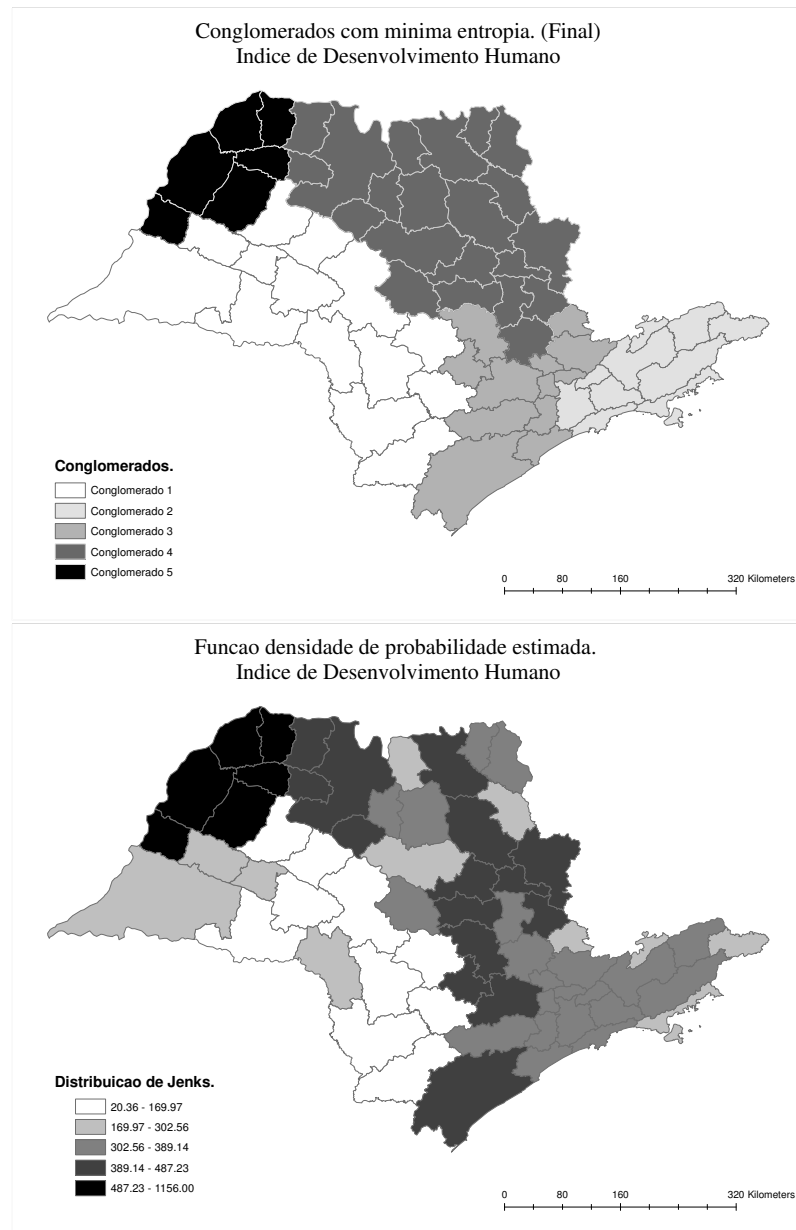 Conglomerados com minima entropia. (Final)
Indice de Desenvolvimento Humano
Conglomerados.
Conglomerado 1
Conglomerado 2
Conglomerado 3
Conglomerado 4
Conglomerado 5
0 80 160 320 Kilometers
Funcao densidade de probabilidade estimada.
Indice de Desenvolvimento Humano
Distribuicao de Jenks.
20.36 - 169.97
169.97 - 302.56
302.56 - 389.14
389.14 - 487.23
487.23 - 1156.00
0 80 160 320 Kilometers